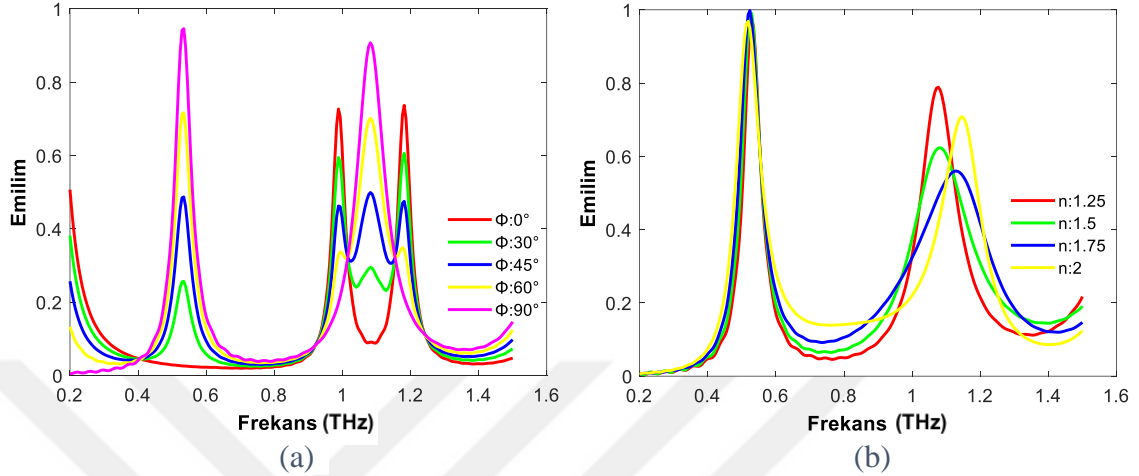 1
0.8
0.6
0.4
0.2
0
Emilim
0.2 0.4 0.6 0.8 1 1.2 1.4 1.6
Frekans (THz)
Φ:0°
Φ:30°
Φ:45°
Φ:60°
Φ:90°
(a)
1
0.8
0.6
0.4
0.2
0
Emilim
0.2 0.4 0.6 0.8 1 1.2 1.4 1.6
Frekans (THz)
n:1.25
n:1.5
n:1.75
n:2
(b)